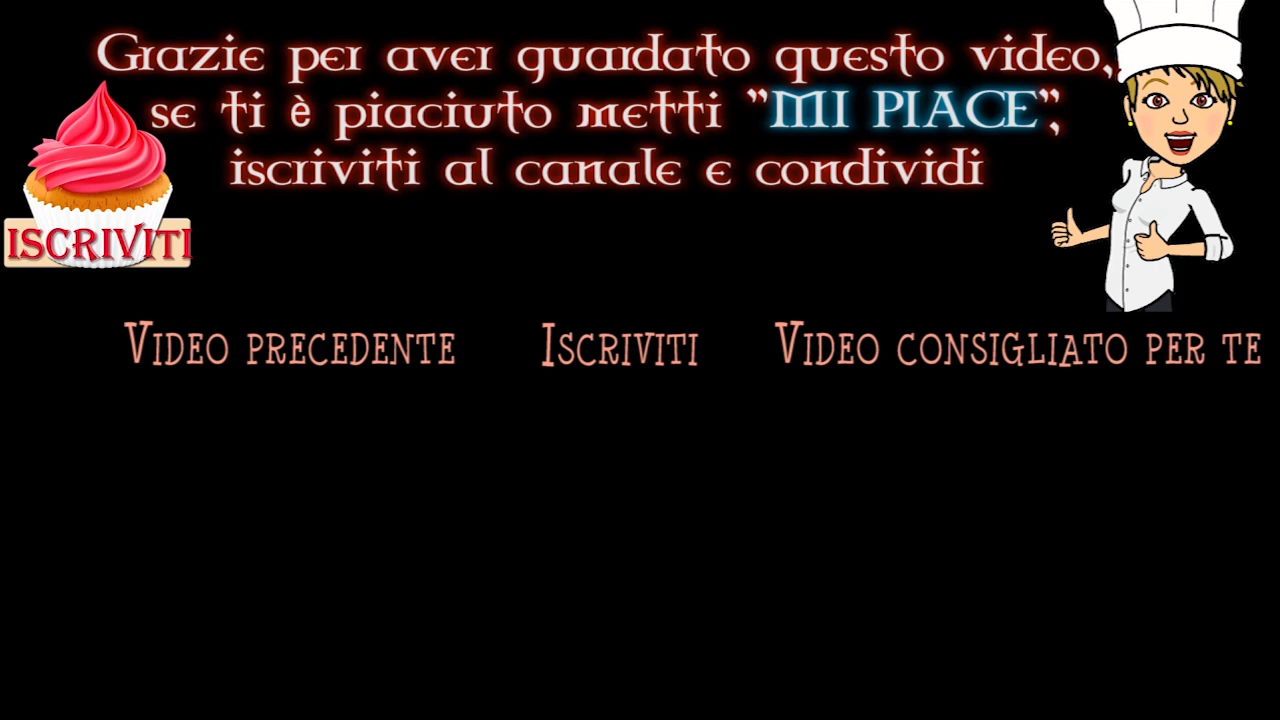 Grazie per aver guardato questo video,
se ti è piaciuto metti "MI PIACE",
iscriviti al canale e condividi
ISCRIVITI
Video precedente
Iscriviti
Video consigliato per te